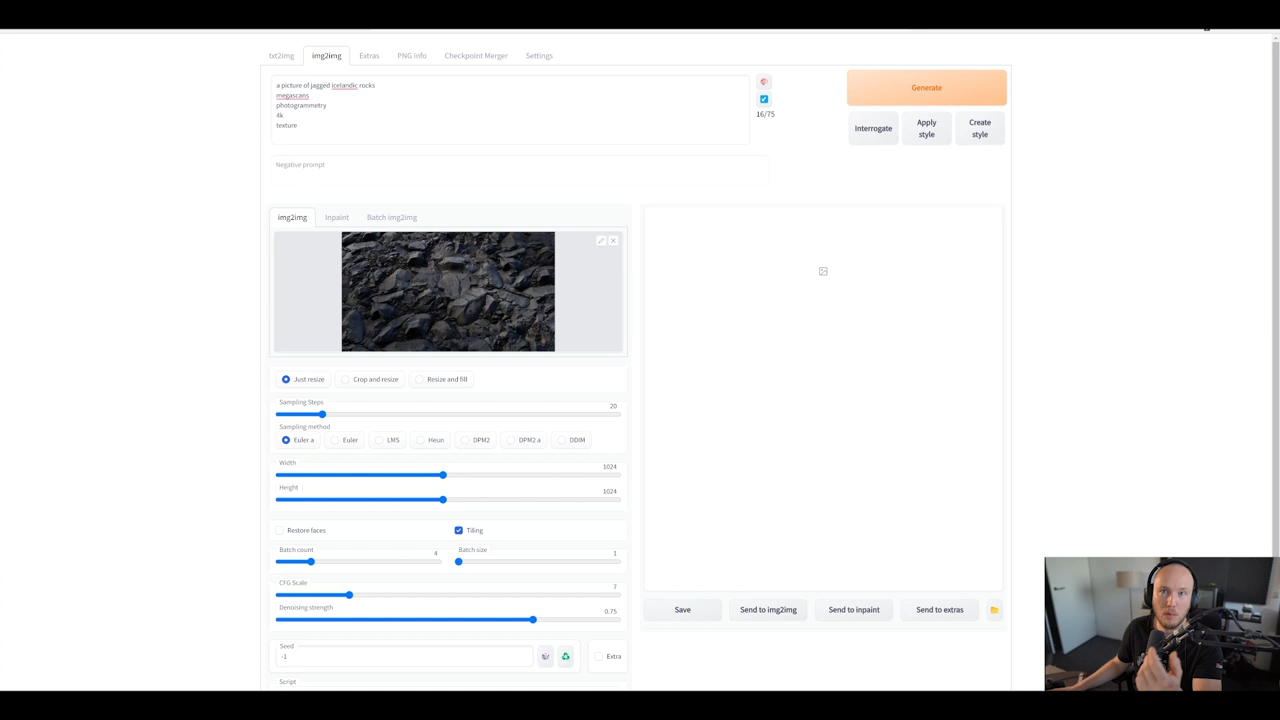 txt2img img2img Extras PNG Info Checkpoint Merger Settings
a picture of jagged icelandic rocks
megascans
photogrammetry
4k
texture
16/75
Generate
Interrogate
Apply style
Create style
Negative prompt
img2img Inpaint Batch img2img
Just resize Crop and resize Resize and fill
Sampling Steps 20
Sampling method
Euler a Euler LMS Heun DPM2 DPM2 a DDIM
Width 1024
Height 1024
Restore faces Tiling
Batch count 4 Batch size 1
CFG Scale 7
Denoising strength 0.75
Seed
-1
Extra
Script
Save Send to img2img Send to inpaint Send to extras